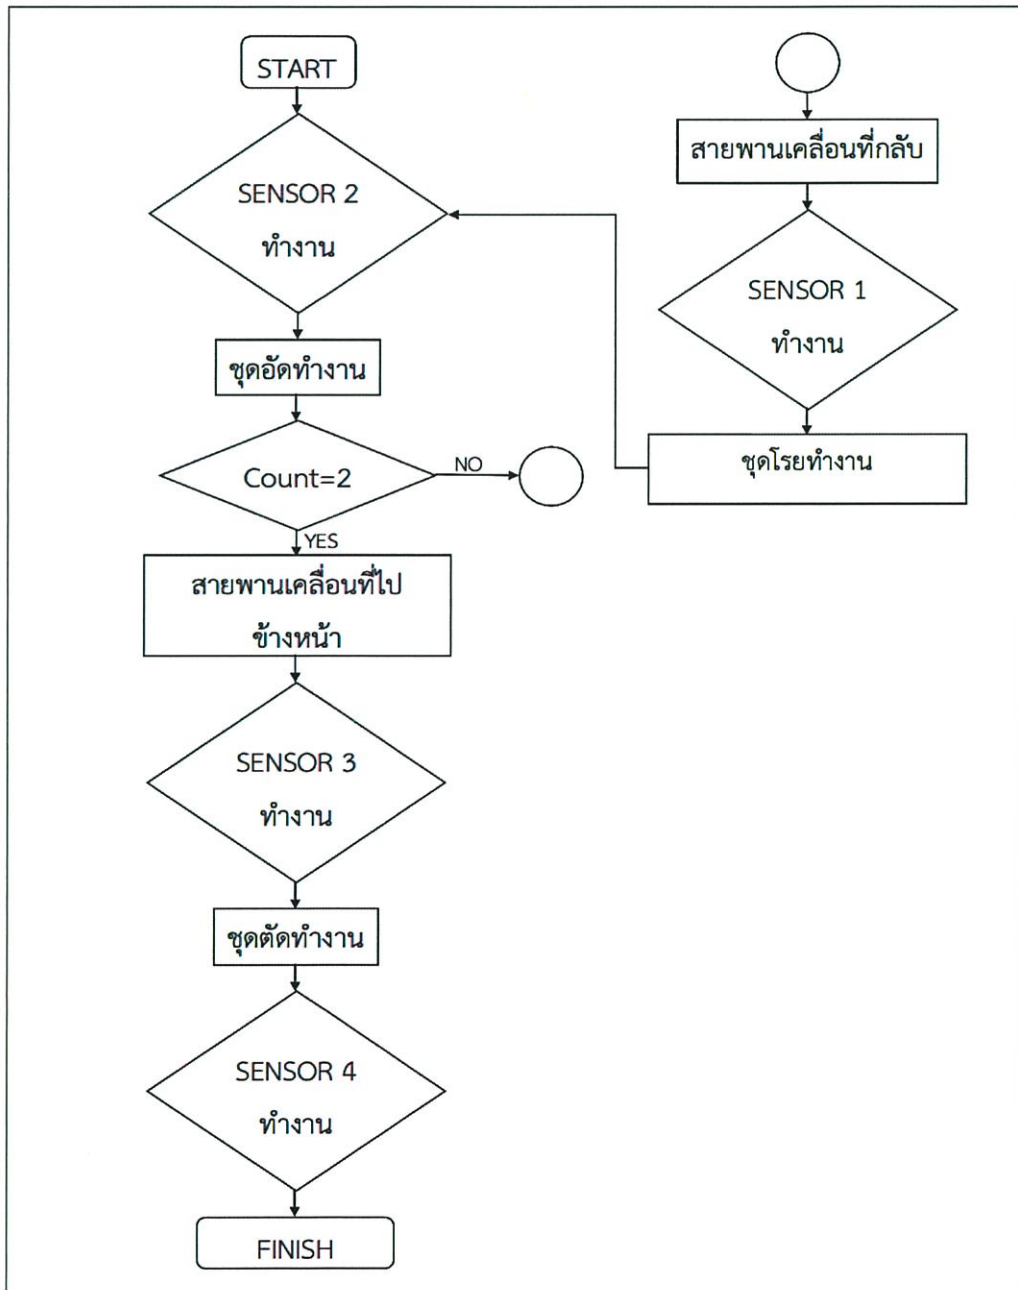 START
SENSOR 2
ทำงาน
ชุดอัดทำงาน
Count=2
NO
YES
สายพานเคลื่อนที่ไป
ข้างหน้า
SENSOR 3
ทำงาน
ชุดตัดทำงาน
SENSOR 4
ทำงาน
FINISH
สายพานเคลื่อนที่กลับ
SENSOR 1
ทำงาน
ชุดโรยทำงาน